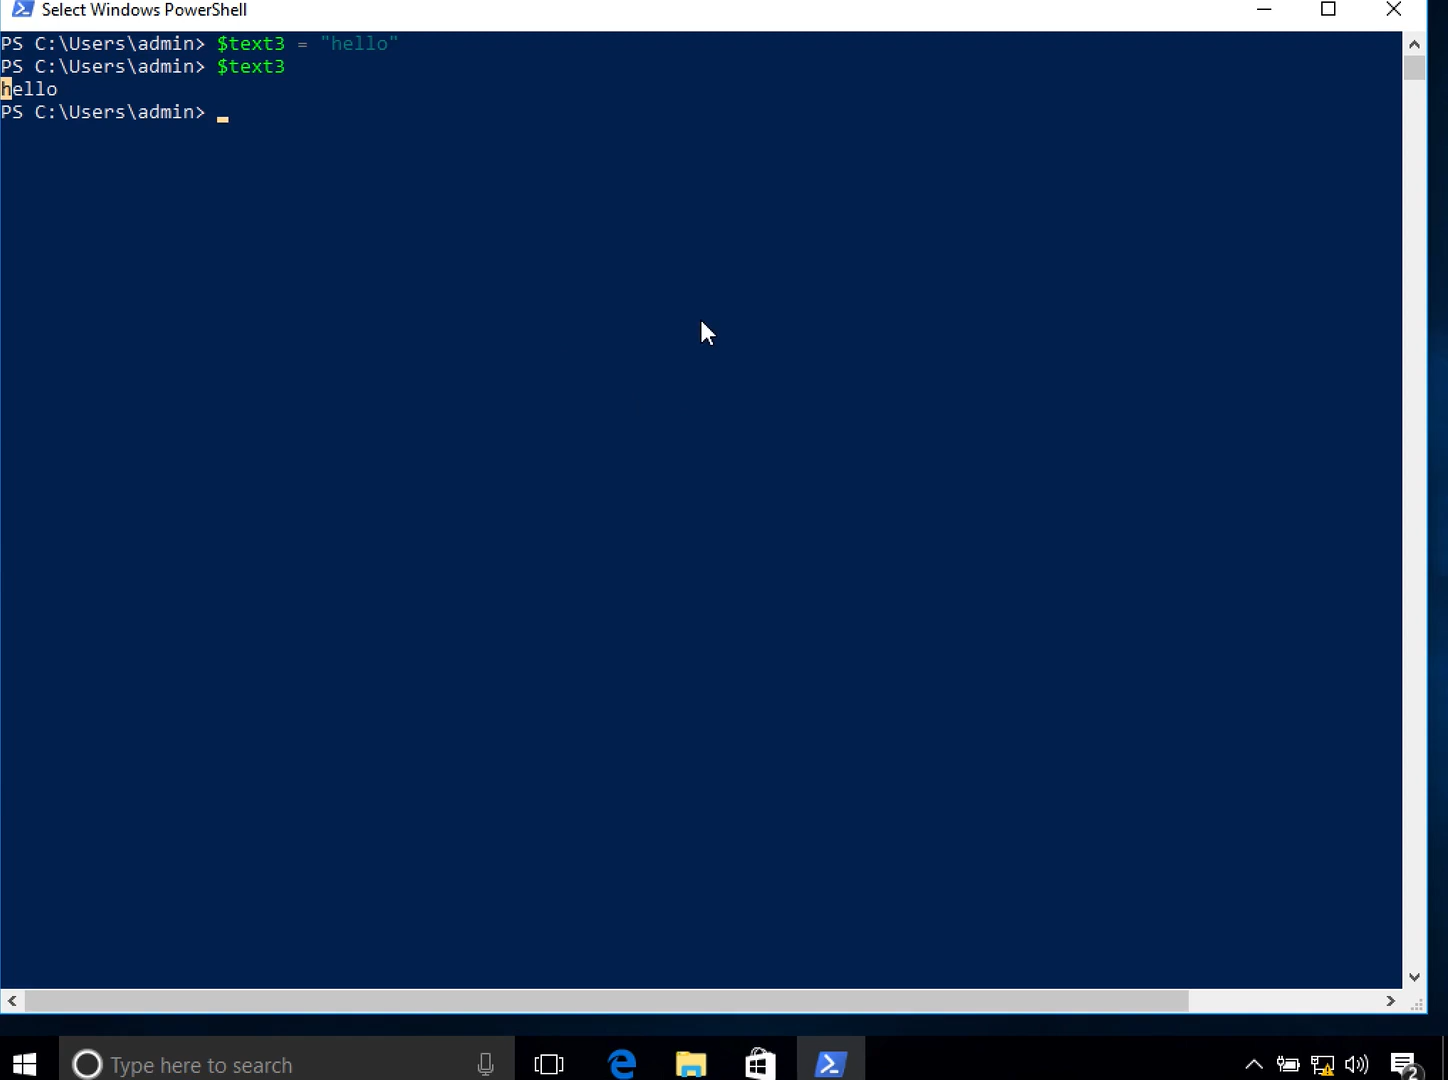 Select Windows PowerShell
PS C:\Users\admin> $text3 = "hello"
PS C:\Users\admin> $text3
hello
PS C:\Users\admin>
Type here to search
2